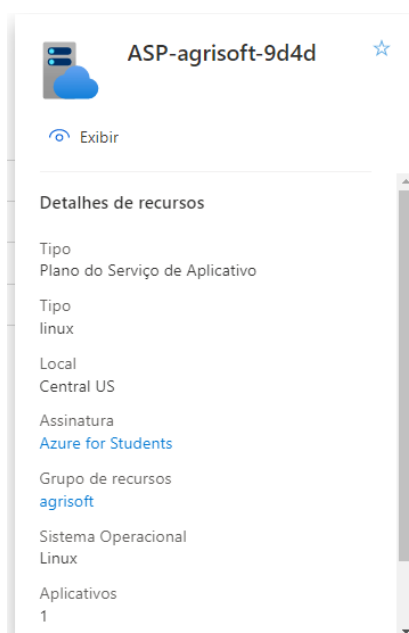 ASP-agrisoft-9d4d
Exibir
Detalhes de recursos
Tipo
Plano do Serviço de Aplicativo
Tipo
linux
Local
Central US
Assinatura
Azure for Students
Grupo de recursos
agrisoft
Sistema Operacional
Linux
Aplicativos
1